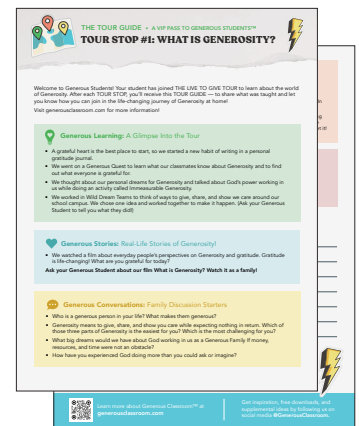 THE TOUR GUIDE • A VIP PASS TO GENEROUS STUDENTS™
TOUR STOP #1: WHAT IS GENEROSITY?
Welcome to Generous Students! Your student has joined THE LIVE TO GIVE TOUR to learn about the world
of Generosity. After each TOUR STOP, you'll receive this TOUR GUIDE — to share what was taught and let
you know how you can join in the life-changing journey of Generosity at home!
Visit generousclassroom.com for more information!
Generous Learning: A Glimpse Into the Tour
• A grateful heart is the best place to start, so we started a new habit of writing in a personal
gratitude journal.
• We went on a Generous Quest to learn what our classmates know about Generosity and to find
out what everyone is grateful for.
• We thought about our personal dreams for Generosity and talked about God's power working in
us while doing an activity called Immeasurable Generosity.
• We worked in Wild Dream Teams to think of ways to give, share, and show we care around our
school campus. We chose one idea and worked together to make it happen. (Ask your Generous
Student to tell you what they did!)
Generous Stories: Real-Life Stories of Generosity!
• We watched a film about everyday people's perspectives on Generosity and gratitude. Gratitude
is life-changing! What are you grateful for today?
Ask your Generous Student about our film What is Generosity? Watch it as a family!
Generous Conversations: Family Discussion Starters
• Who is a generous person in your life? What makes them generous?
• Generosity means to give, share, and show you care while expecting nothing in return. Which of
those three parts of Generosity is the easiest for you? Which is the most challenging for you?
• What big dreams would we have about God working in us as a Generous Family if money,
resources, and time were not an obstacle?
• How have you experienced God doing more than you could ask or imagine?
Learn more about Generous Classroom™ at
generousclassroom.com
Get inspiration, free downloads, and
supplemental ideas by following us on
social media @GenerousClassroom.